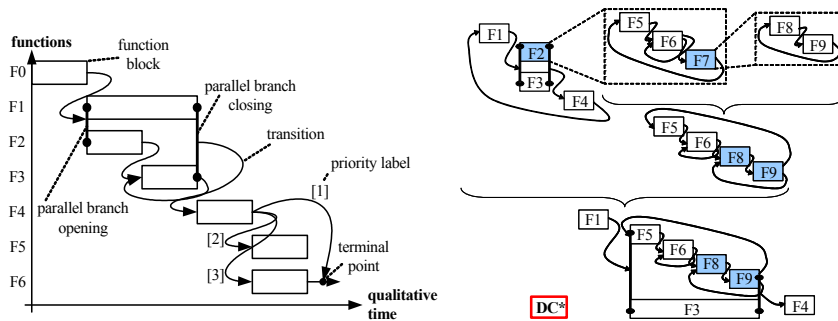 functions
function
block
F0
F1
F2
F3
F4
F5
F6
parallel branch
closing
transition
priority label
parallel branch
opening
[1]
[2]
[3]
terminal
point
qualitative
time
F1
F2
F3
F4
F5
F6
F7
F8
F9
F5
F6
F8
F9
F1
F5
F6
F8
F9
F3
F4
DC*